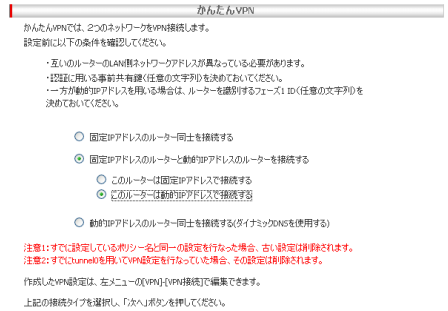 かんたんVPN
かんたんVPNでは、2つのネットワークをVPN接続します。
設定前に以下の条件を確認してください。
・互いのルーターのLAN側ネットワークアドレスが異なっている必要があります。
・認証に用いる事前共有鍵(任意の文字列)を決めておいてください。
・一方が動的IPアドレスを用いる場合は、ルーターを識別するフェーズ1 ID(任意の文字列)を
決めておいてください。
固定IPアドレスのルーター同士を接続する
固定IPアドレスのルーターと動的IPアドレスのルーターを接続する
このルーターは固定IPアドレスで接続する
このルーターは動的IPアドレスで接続する
動的IPアドレスのルーター同士を接続する(ダイナミックDNSを使用する)
注意1:すでに設定しているポリシー名と同一の設定を行なった場合、古い設定は削除されます。
注意2:すでにtunnel0を用いてVPN設定を行なっていた場合、その設定は削除されます。
作成したVPN設定は、左メニューの[VPN]-[VPN接続]で編集できます。
上記の接続タイプを選択し、「次へ」ボタンを押してください。